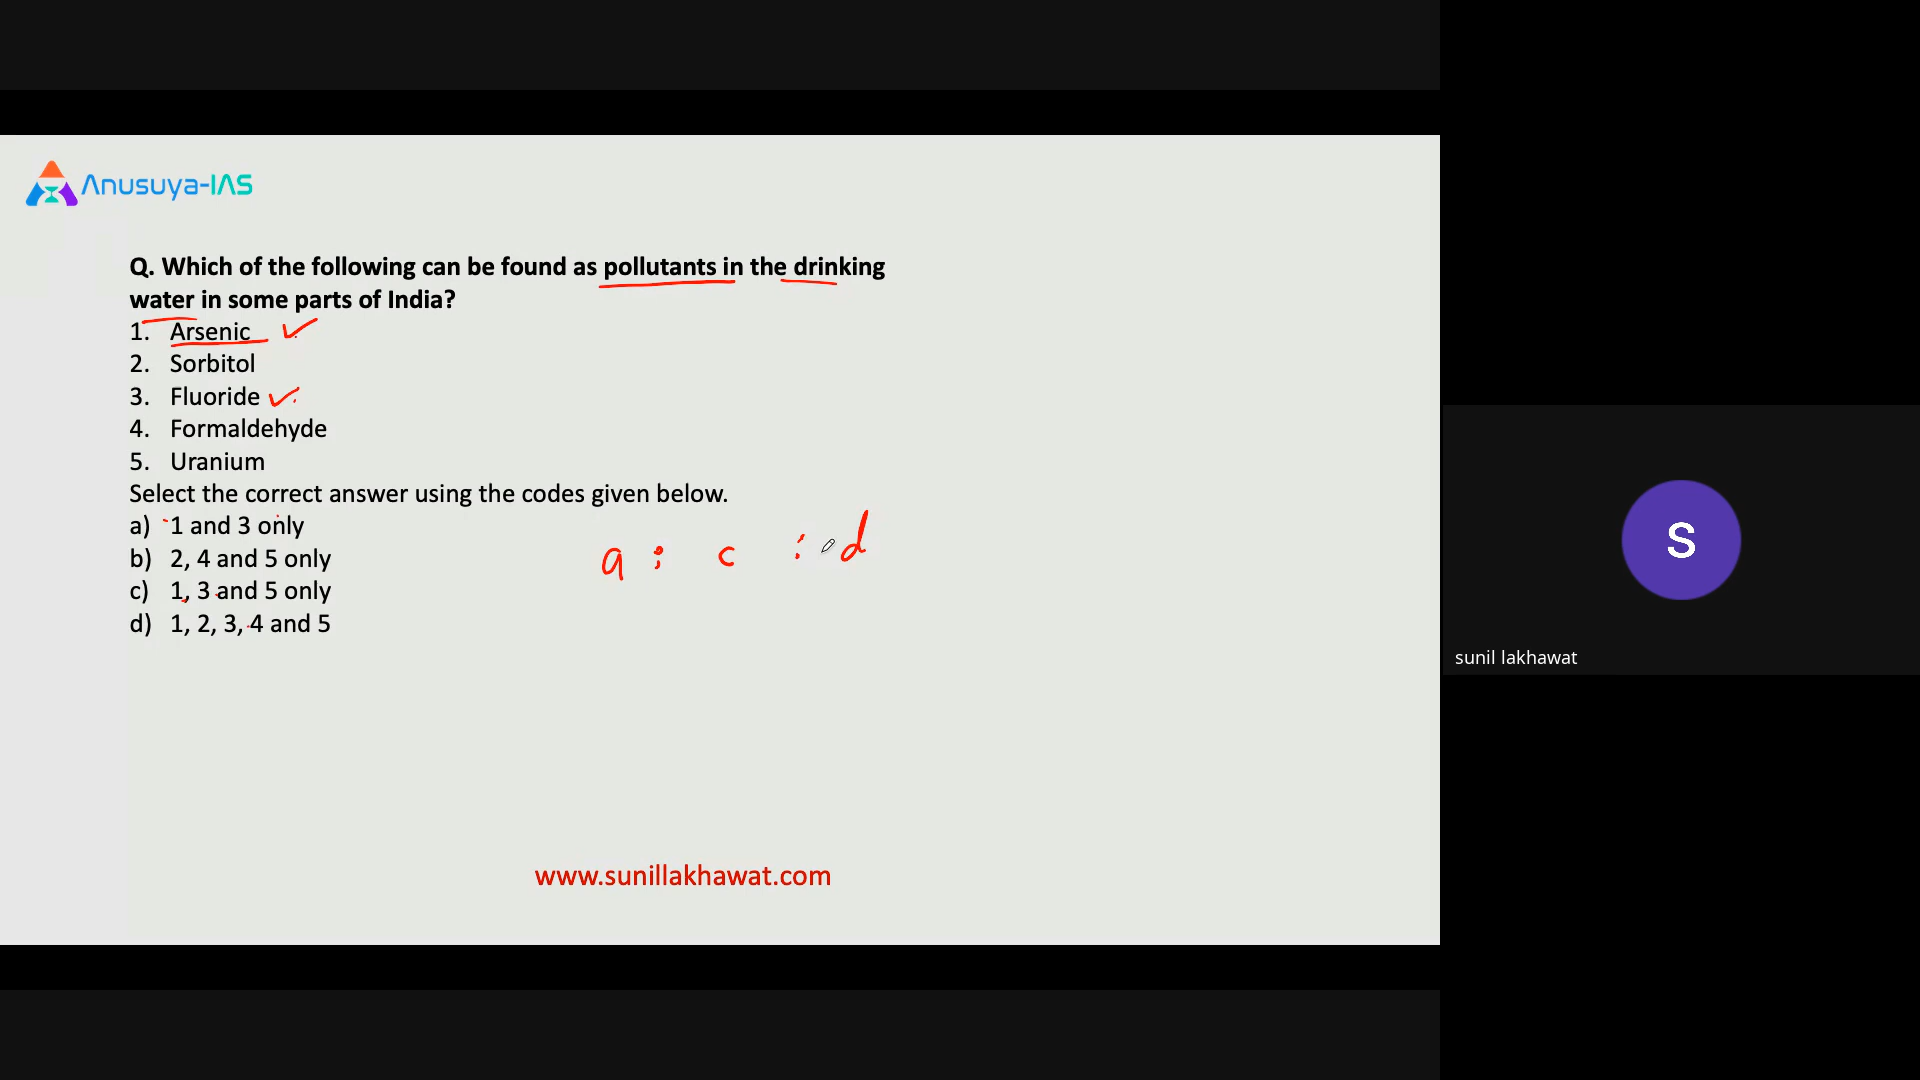 Anusuya-IAS
Q. Which of the following can be found as pollutants in the drinking
water in some parts of India?
1. Arsenic
2. Sorbitol
3. Fluoride
4. Formaldehyde
5. Uranium
Select the correct answer using the codes given below.
a) 1 and 3 only
b) 2, 4 and 5 only
c) 1, 3 and 5 only
d) 1, 2, 3, 4 and 5
a : c : d
www.sunillakhawat.com
S
sunil lakhawat